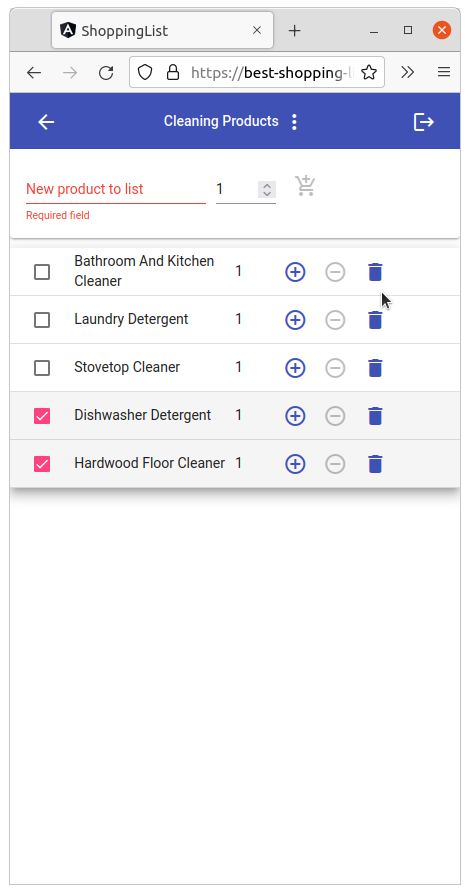 ShoppingList
https://best-shopping-l
Cleaning Products
New product to list
1
Required field
Bathroom And Kitchen
Cleaner
1
Laundry Detergent
1
Stovetop Cleaner
1
Dishwasher Detergent
1
Hardwood Floor Cleaner
1